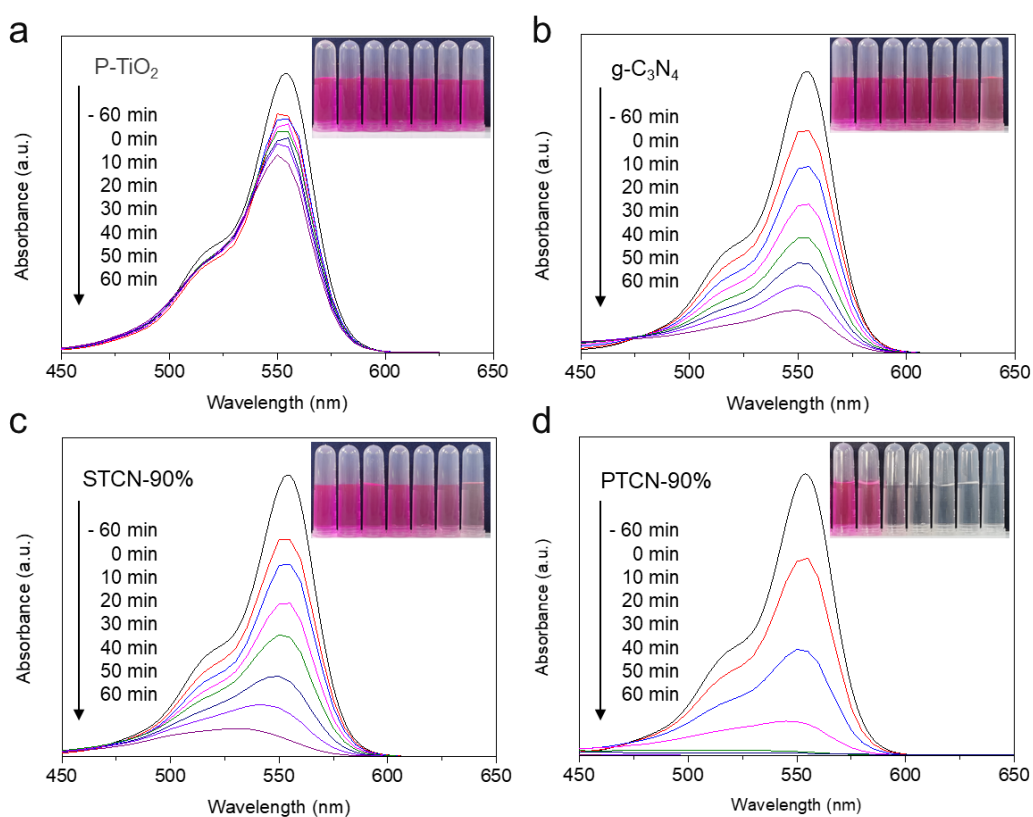 a
P-TiO₂
- 60 min
0 min
10 min
20 min
30 min
40 min
50 min
60 min
Absorbance (a.u.)
450 500 550 600 650
Wavelength (nm)
b
g-C₃N₄
- 60 min
0 min
10 min
20 min
30 min
40 min
50 min
60 min
Absorbance (a.u.)
450 500 550 600 650
Wavelength (nm)
c
STCN-90%
- 60 min
0 min
10 min
20 min
30 min
40 min
50 min
60 min
Absorbance (a.u.)
450 500 550 600 650
Wavelength (nm)
d
PTCN-90%
- 60 min
0 min
10 min
20 min
30 min
40 min
50 min
60 min
Absorbance (a.u.)
450 500 550 600 650
Wavelength (nm)